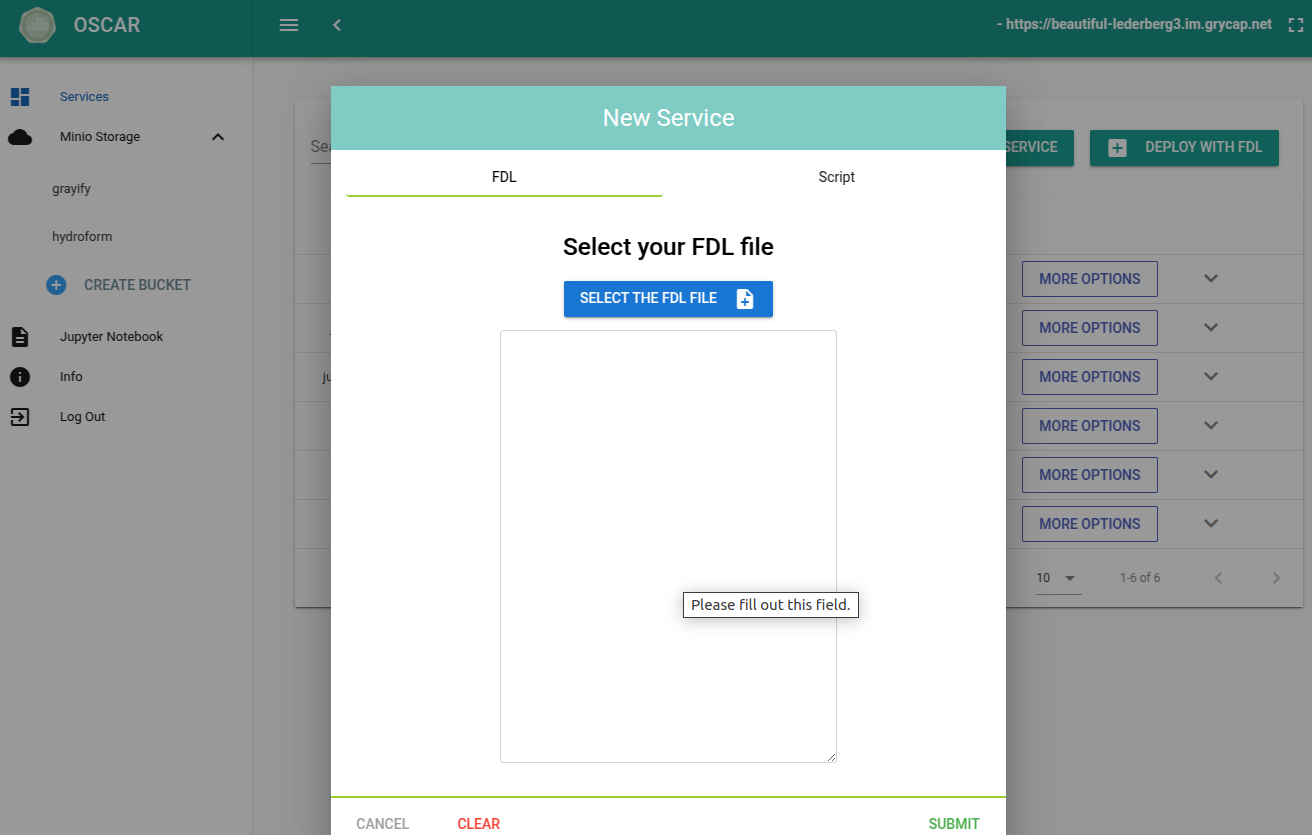 OSCAR
- https://beautiful-lederberg3.im.grycap.net
Services
Minio Storage
grayify
hydroform
CREATE BUCKET
Jupyter Notebook
Info
Log Out
SERVICE
DEPLOY WITH FDL
New Service
FDL
Script
Select your FDL file
SELECT THE FDL FILE
Please fill out this field.
CANCEL
CLEAR
SUBMIT
MORE OPTIONS
MORE OPTIONS
MORE OPTIONS
MORE OPTIONS
MORE OPTIONS
MORE OPTIONS
10
1-6 of 6